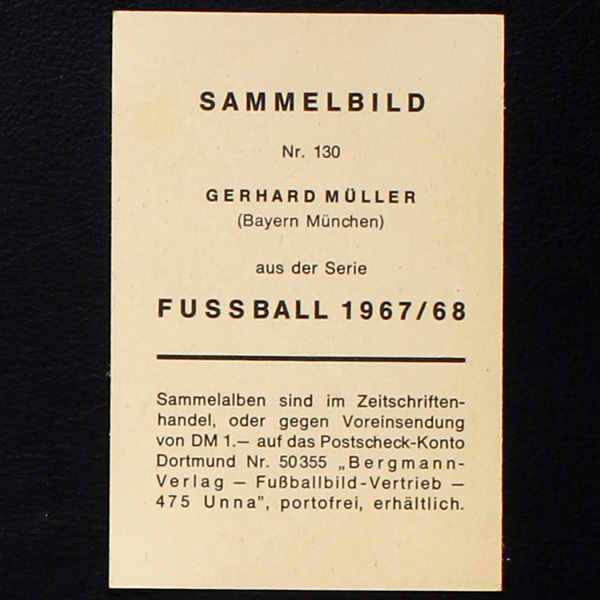 SAMMELBILD
Nr. 130
GERHARD MÜLLER
(Bayern München)
aus der Serie
FUSSBALL 1967/68
Sammelalben sind im Zeitschriften-
handel, oder gegen Voreinsendung
von DM 1.— auf das Postscheck-Konto
Dortmund Nr. 50355 „Bergmann-
Verlag — Fußballbild-Vertrieb —
475 Unna", portofrei, erhältlich.